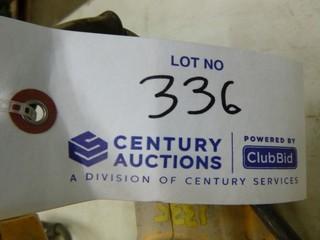 LOT NO
336
CENTURY AUCTIONS
POWERED BY
ClubBid
A DIVISION OF CENTURY SERVICES